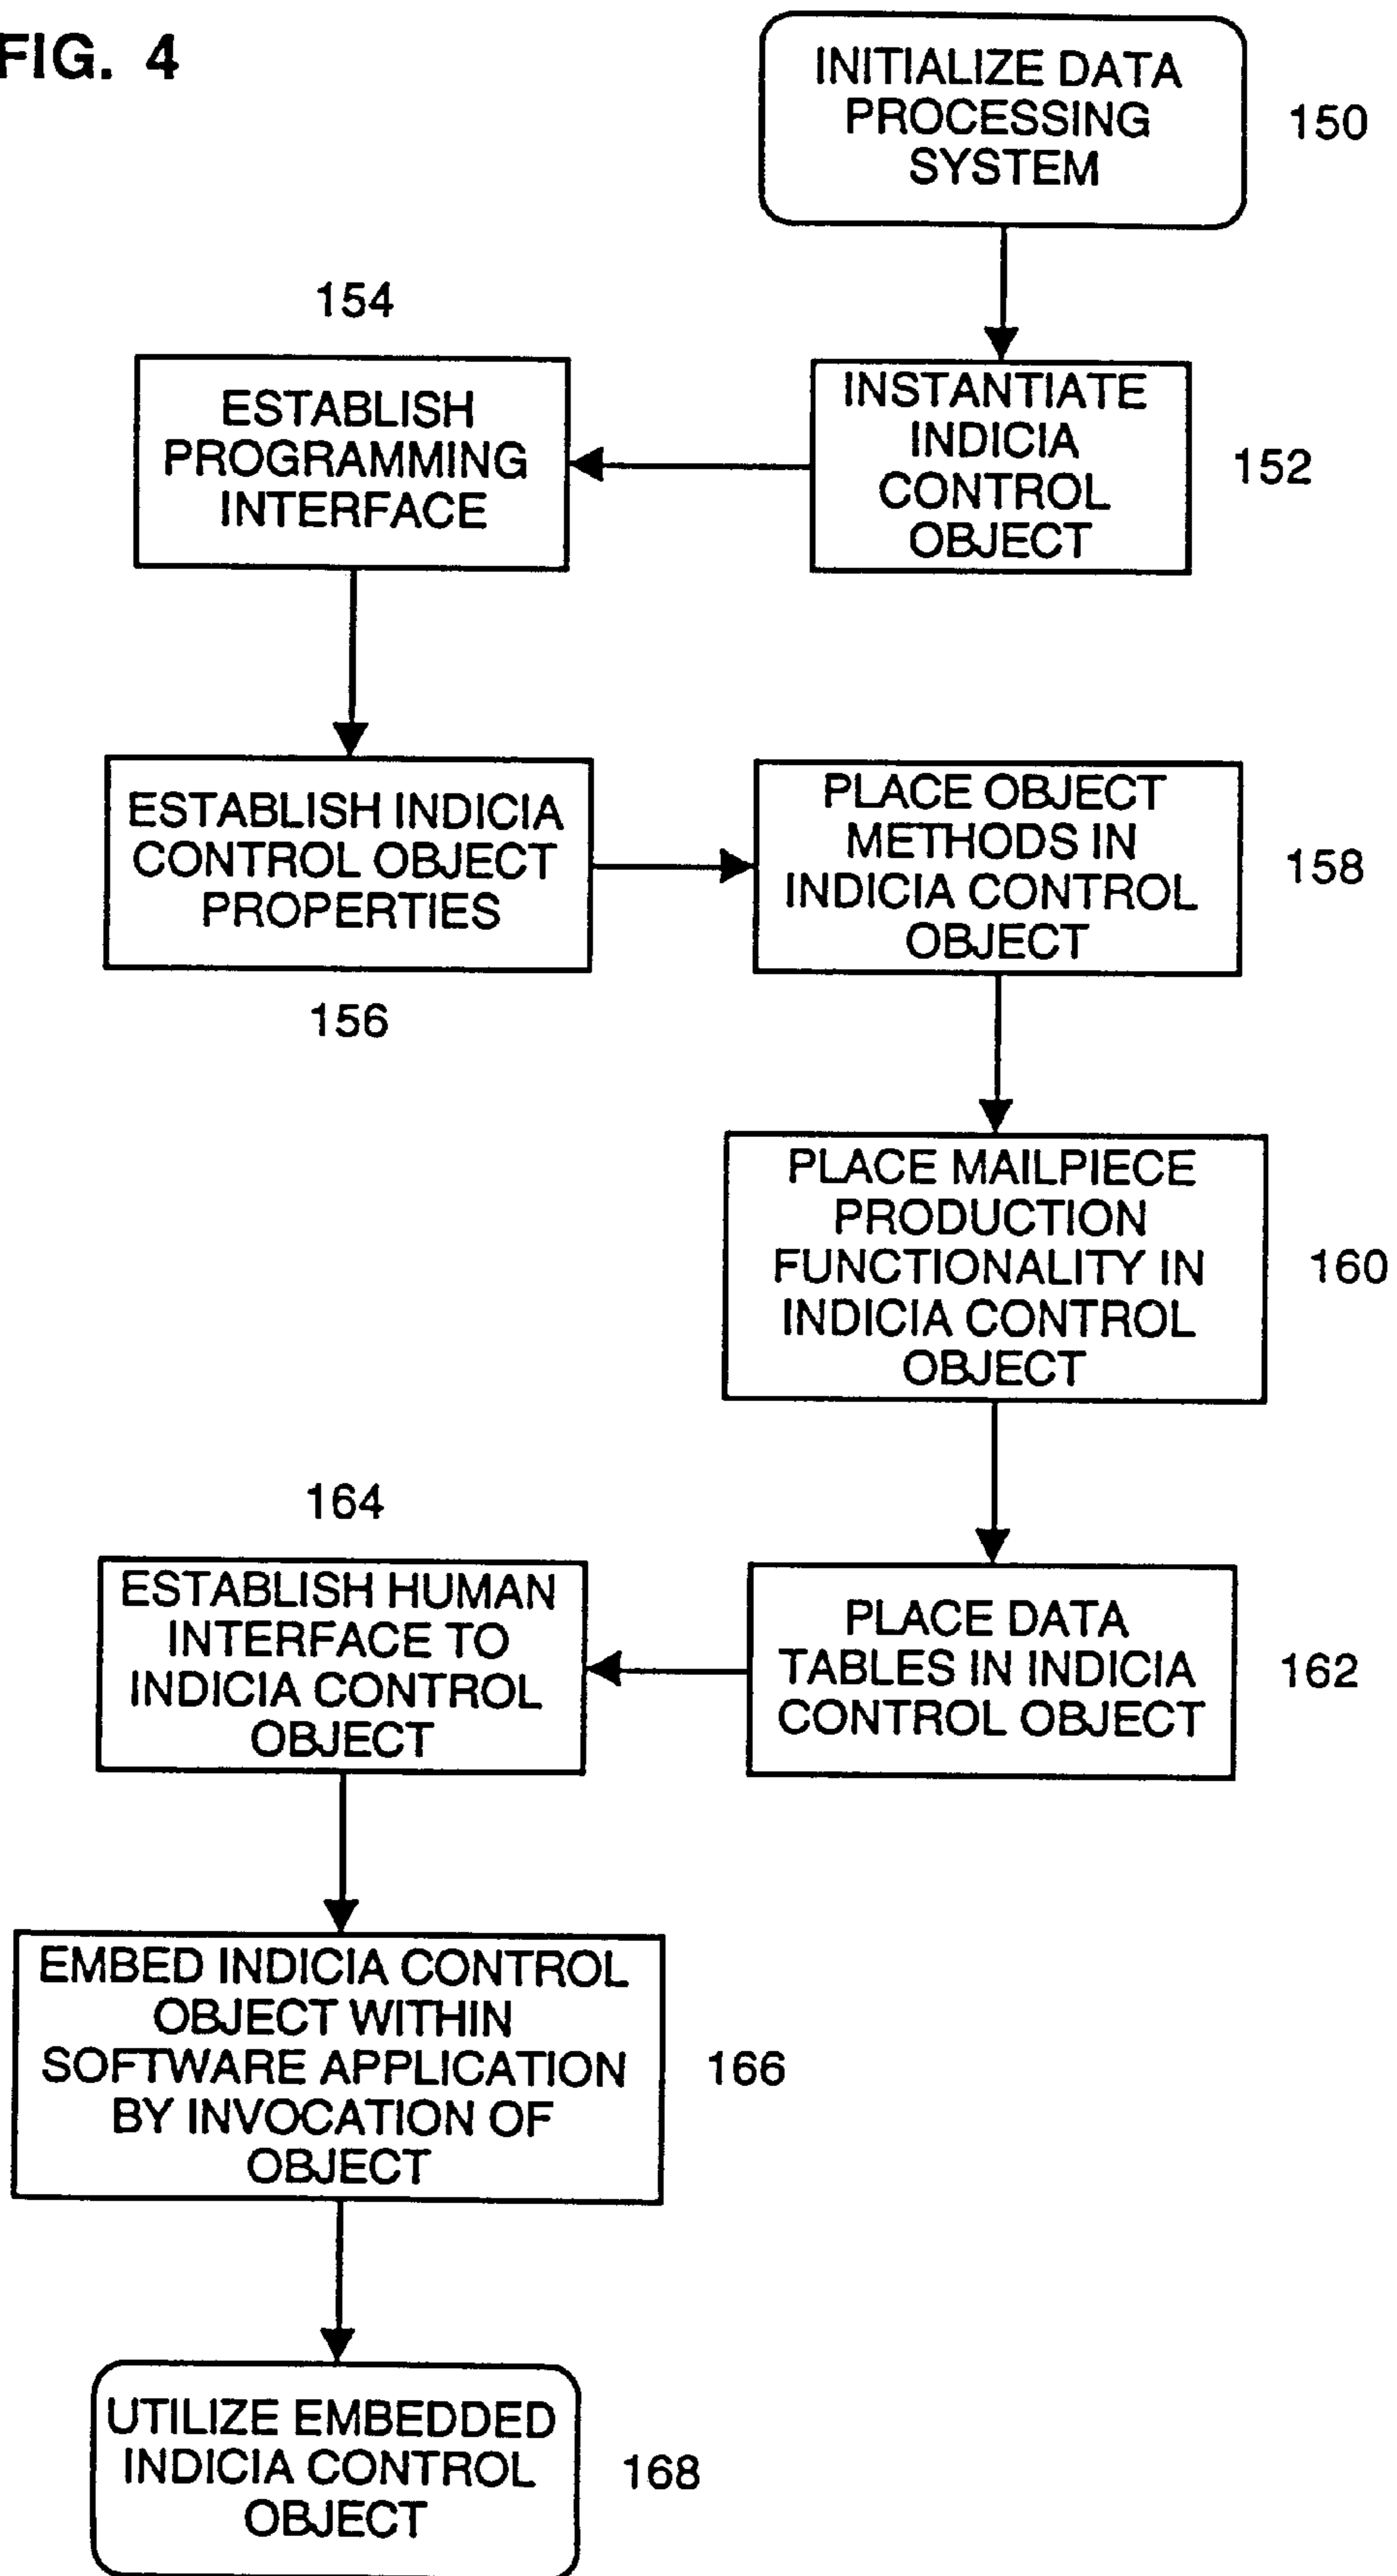 FIG. 4
INITIALIZE DATA
PROCESSING
SYSTEM
150
INSTANTIATE
INDICIA
CONTROL
OBJECT
152
154
ESTABLISH
PROGRAMMING
INTERFACE
ESTABLISH INDICIA
CONTROL OBJECT
PROPERTIES
156
PLACE OBJECT
METHODS IN
INDICIA CONTROL
OBJECT
158
PLACE MAILPIECE
PRODUCTION
FUNCTIONALITY IN
INDICIA CONTROL
OBJECT
160
PLACE DATA
TABLES IN INDICIA
CONTROL OBJECT
162
164
ESTABLISH HUMAN
INTERFACE TO
INDICIA CONTROL
OBJECT
EMBED INDICIA CONTROL
OBJECT WITHIN
SOFTWARE APPLICATION
BY INVOCATION OF
OBJECT
166
UTILIZE EMBEDDED
INDICIA CONTROL
OBJECT
168